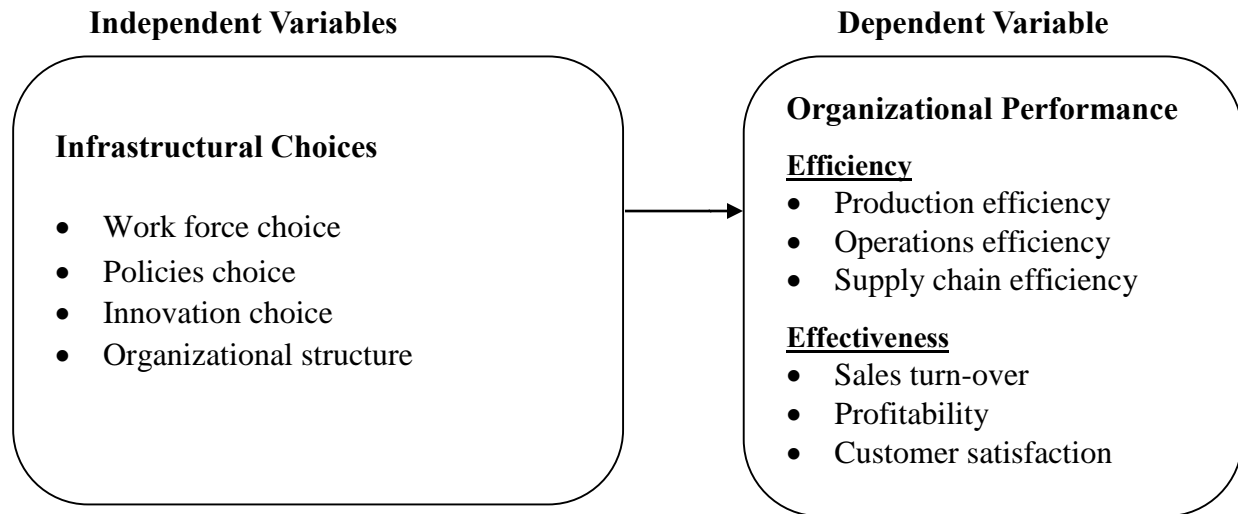 Independent Variables
Infrastructural Choices
• Work force choice
• Policies choice
• Innovation choice
• Organizational structure
Dependent Variable
Organizational Performance
Efficiency
• Production efficiency
• Operations efficiency
• Supply chain efficiency
Effectiveness
• Sales turn-over
• Profitability
• Customer satisfaction